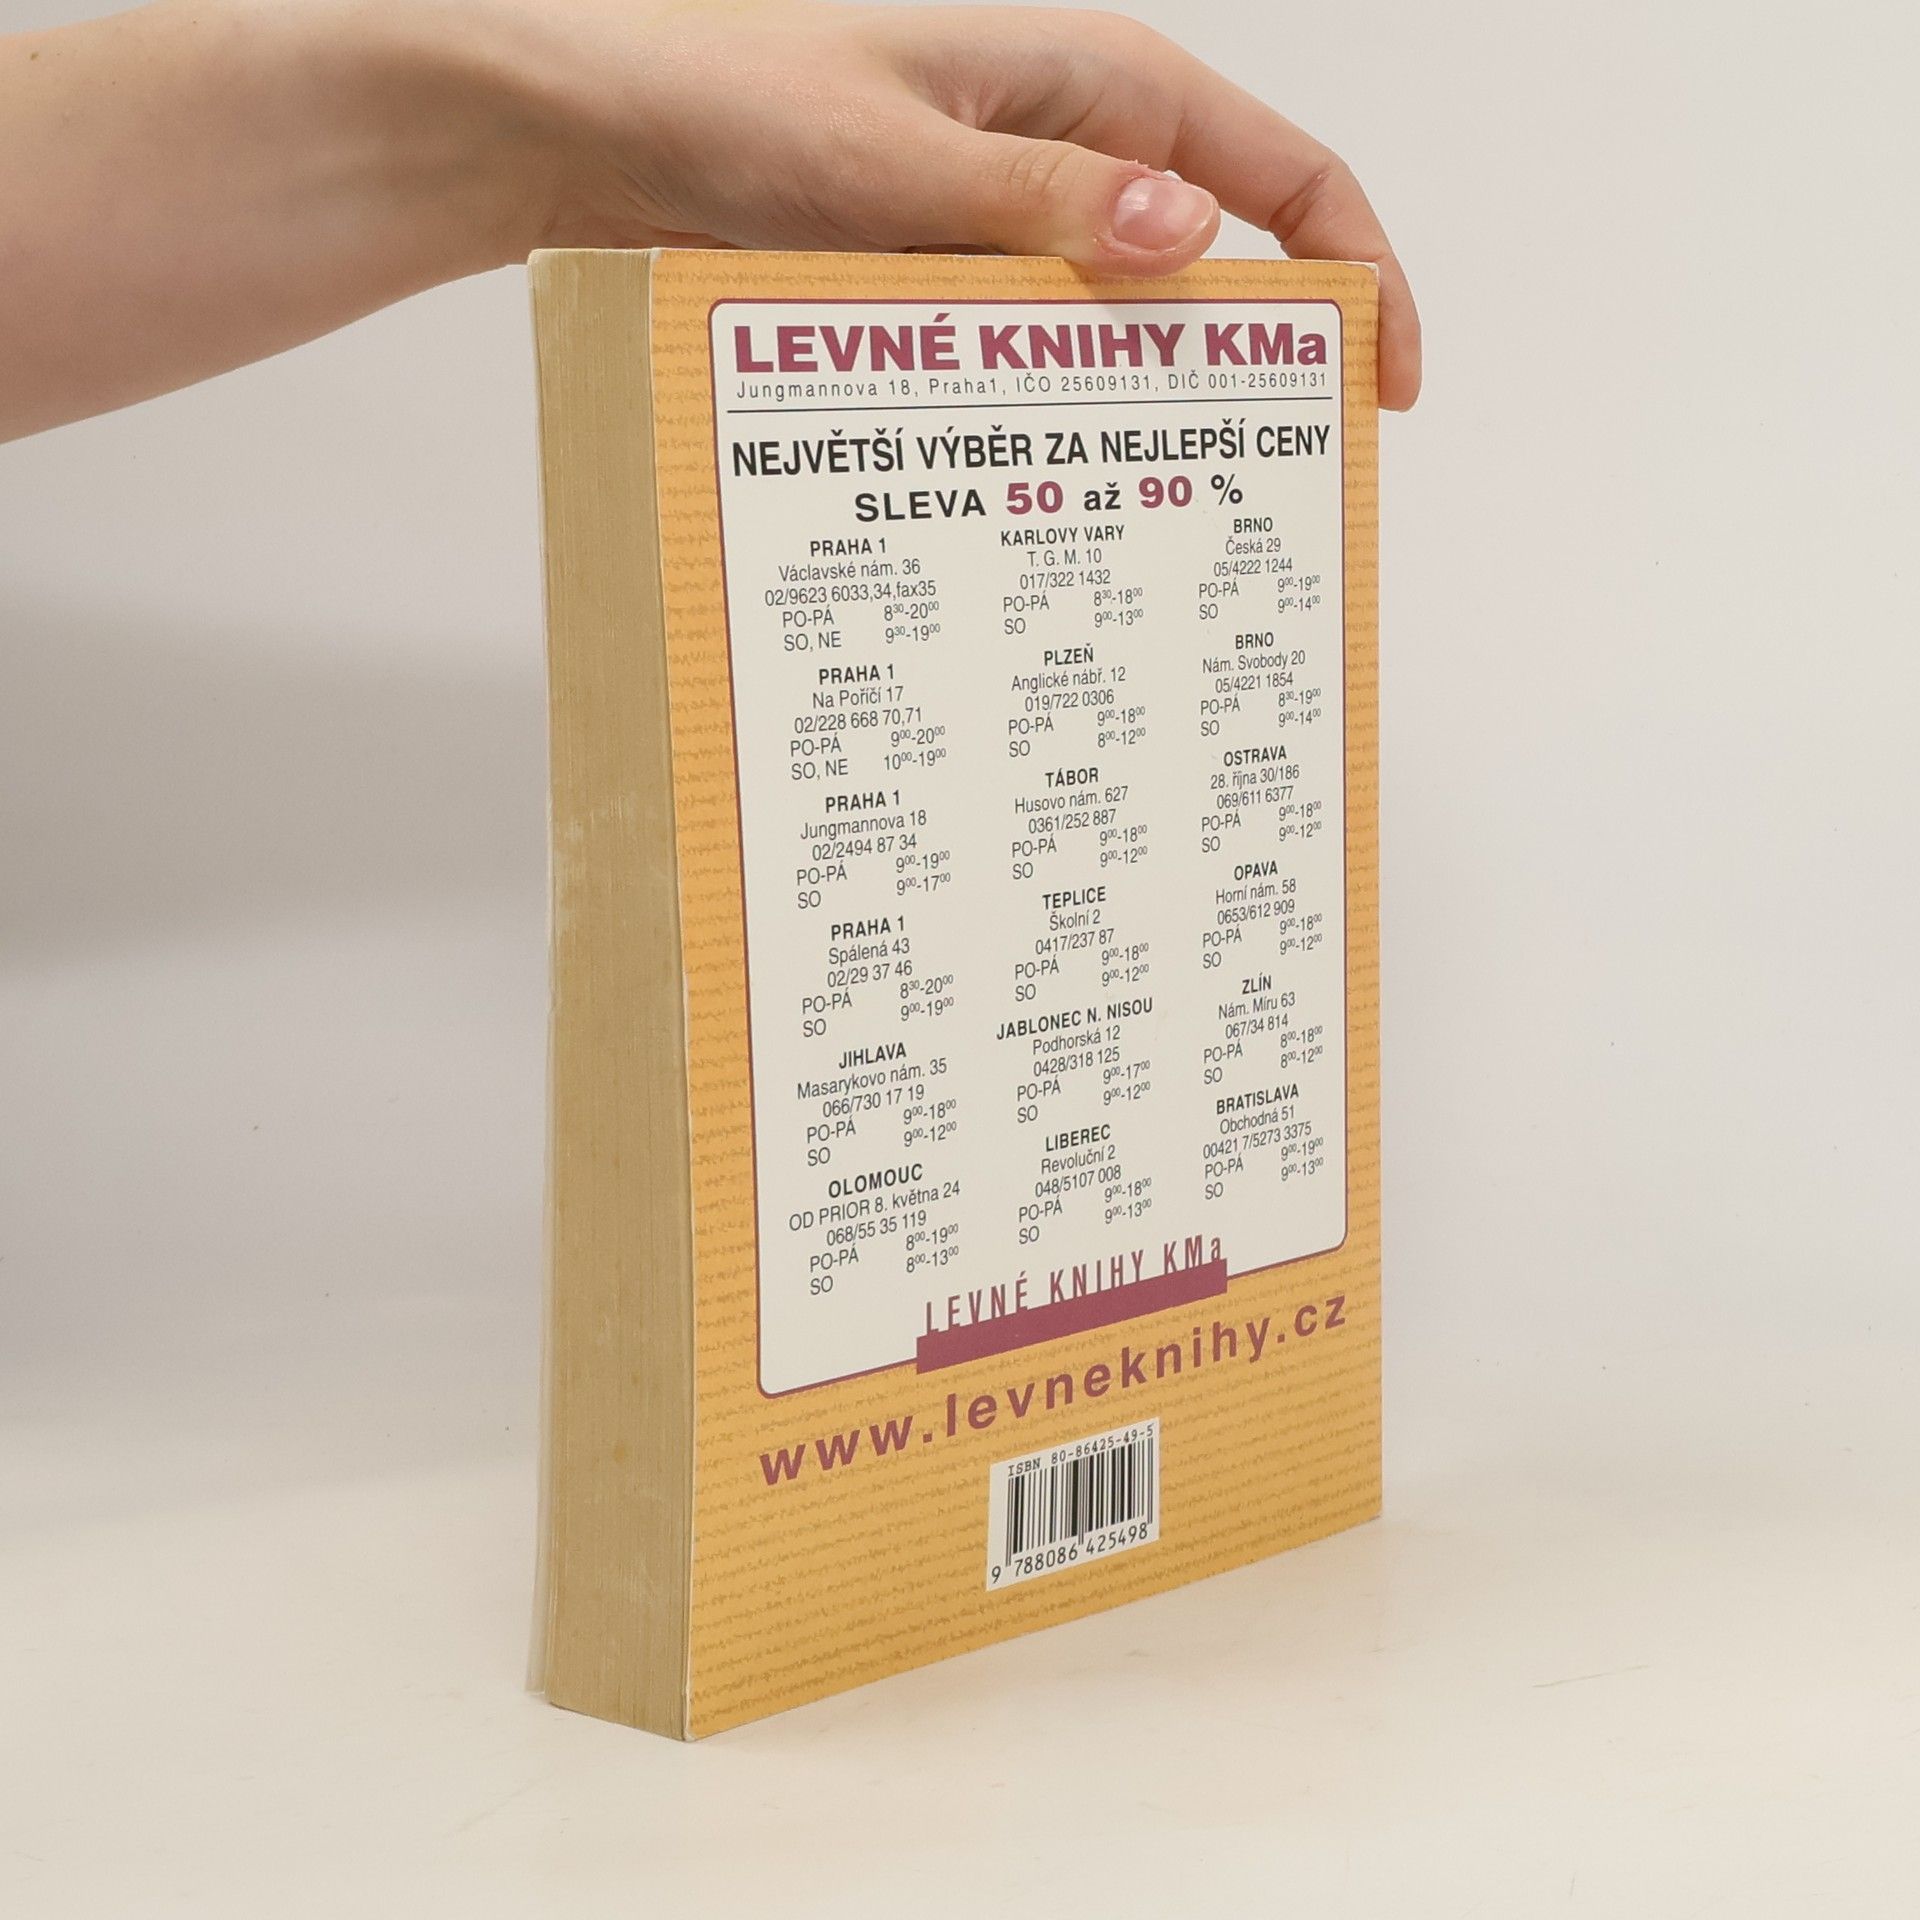 LEVNÉ KNIHY KMa
Jungmannova 18, Praha1, IČO 25609131, DIČ 001-25609131
NEJVĚTŠÍ VÝBĚR ZA NEJLEPŠÍ CENY
SLEVA 50 až 90 %
PRAHA 1
Václavské nám. 36
02/9623 6033,34,fax35
PO-PÁ 8³⁰-20⁰⁰
SO, NE 9³⁰-19⁰⁰
PRAHA 1
Na Poříčí 17
02/228 668 70,71
PO-PÁ 9⁰⁰-20⁰⁰
SO, NE 10⁰⁰-19⁰⁰
PRAHA 1
Jungmannova 18
02/2494 87 34
PO-PÁ 9⁰⁰-19⁰⁰
SO 9⁰⁰-17⁰⁰
PRAHA 1
Spálená 43
02/29 37 46
PO-PÁ 8³⁰-20⁰⁰
SO 9⁰⁰-19⁰⁰
JIHLAVA
Masarykovo nám. 35
066/730 17 19
PO-PÁ 9⁰⁰-18⁰⁰
SO 9⁰⁰-12⁰⁰
OLOMOUC
OD PRIOR 8. května 24
068/55 35 119
PO-PÁ 8⁰⁰-19⁰⁰
SO 8⁰⁰-13⁰⁰
KARLOVY VARY
T. G. M. 10
017/322 1432
PO-PÁ 8³⁰-18⁰⁰
SO 9⁰⁰-13⁰⁰
PLZEŇ
Anglické nábř. 12
019/722 0306
PO-PÁ 9⁰⁰-18⁰⁰
SO 8⁰⁰-12⁰⁰
TÁBOR
Husovo nám. 627
0361/252 887
PO-PÁ 9⁰⁰-18⁰⁰
SO 9⁰⁰-12⁰⁰
TEPLICE
Školní 2
0417/237 87
PO-PÁ 9⁰⁰-18⁰⁰
SO 9⁰⁰-12⁰⁰
JABLONEC N. NISOU
Podhorská 12
0428/318 125
PO-PÁ 9⁰⁰-17⁰⁰
SO 9⁰⁰-12⁰⁰
LIBEREC
Revoluční 2
048/5107 008
PO-PÁ 9⁰⁰-18⁰⁰
SO 9⁰⁰-13⁰⁰
BRNO
Česká 29
05/4222 1244
PO-PÁ 9⁰⁰-19⁰⁰
SO 9⁰⁰-14⁰⁰
BRNO
Nám. Svobody 20
05/4221 1854
PO-PÁ 8³⁰-19⁰⁰
SO 9⁰⁰-14⁰⁰
OSTRAVA
28. října 30/186
069/611 6377
PO-PÁ 9⁰⁰-18⁰⁰
SO 9⁰⁰-12⁰⁰
OPAVA
Horní nám. 58
0653/612 909
PO-PÁ 9⁰⁰-18⁰⁰
SO 9⁰⁰-12⁰⁰
ZLÍN
Nám. Míru 63
067/34 814
PO-PÁ 8⁰⁰-18⁰⁰
SO 8⁰⁰-12⁰⁰
BRATISLAVA
Obchodná 51
00421 7/5273 3375
PO-PÁ 9⁰⁰-19⁰⁰
SO 9⁰⁰-13⁰⁰
LEVNÉ KNIHY KMa
www.levneknihy.cz
ISBN 80-86425-49-5
9 788086 425498